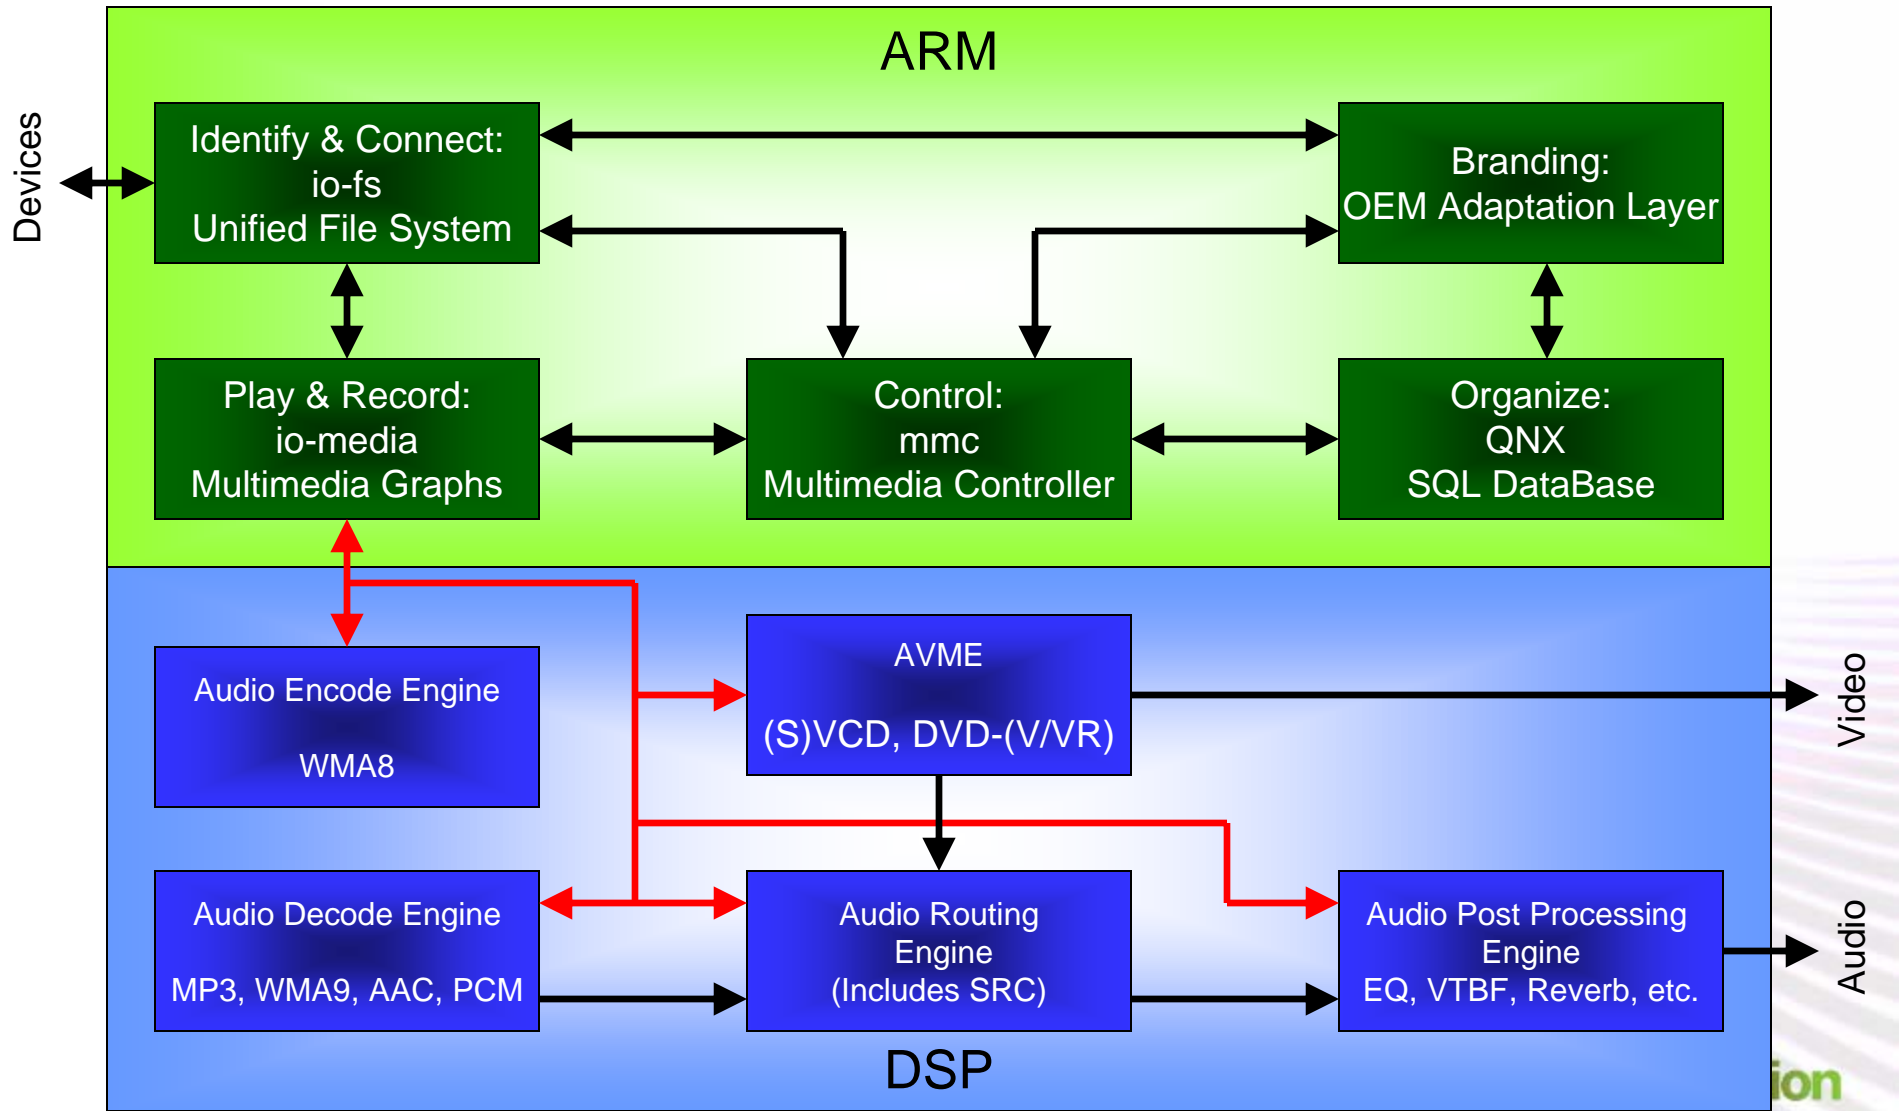 ARM
Devices
Identify & Connect:
io-fs
Unified File System
Branding:
OEM Adaptation Layer
Play & Record:
io-media
Multimedia Graphs
Control:
mmc
Multimedia Controller
Organize:
QNX
SQL DataBase
Audio Encode Engine
WMA8
AVME
(S)VCD, DVD-(V/VR)
Video
Audio Decode Engine
MP3, WMA9, AAC, PCM
Audio Routing
Engine
(Includes SRC)
Audio Post Processing
Engine
EQ, VTBF, Reverb, etc.
Audio
DSP
ion